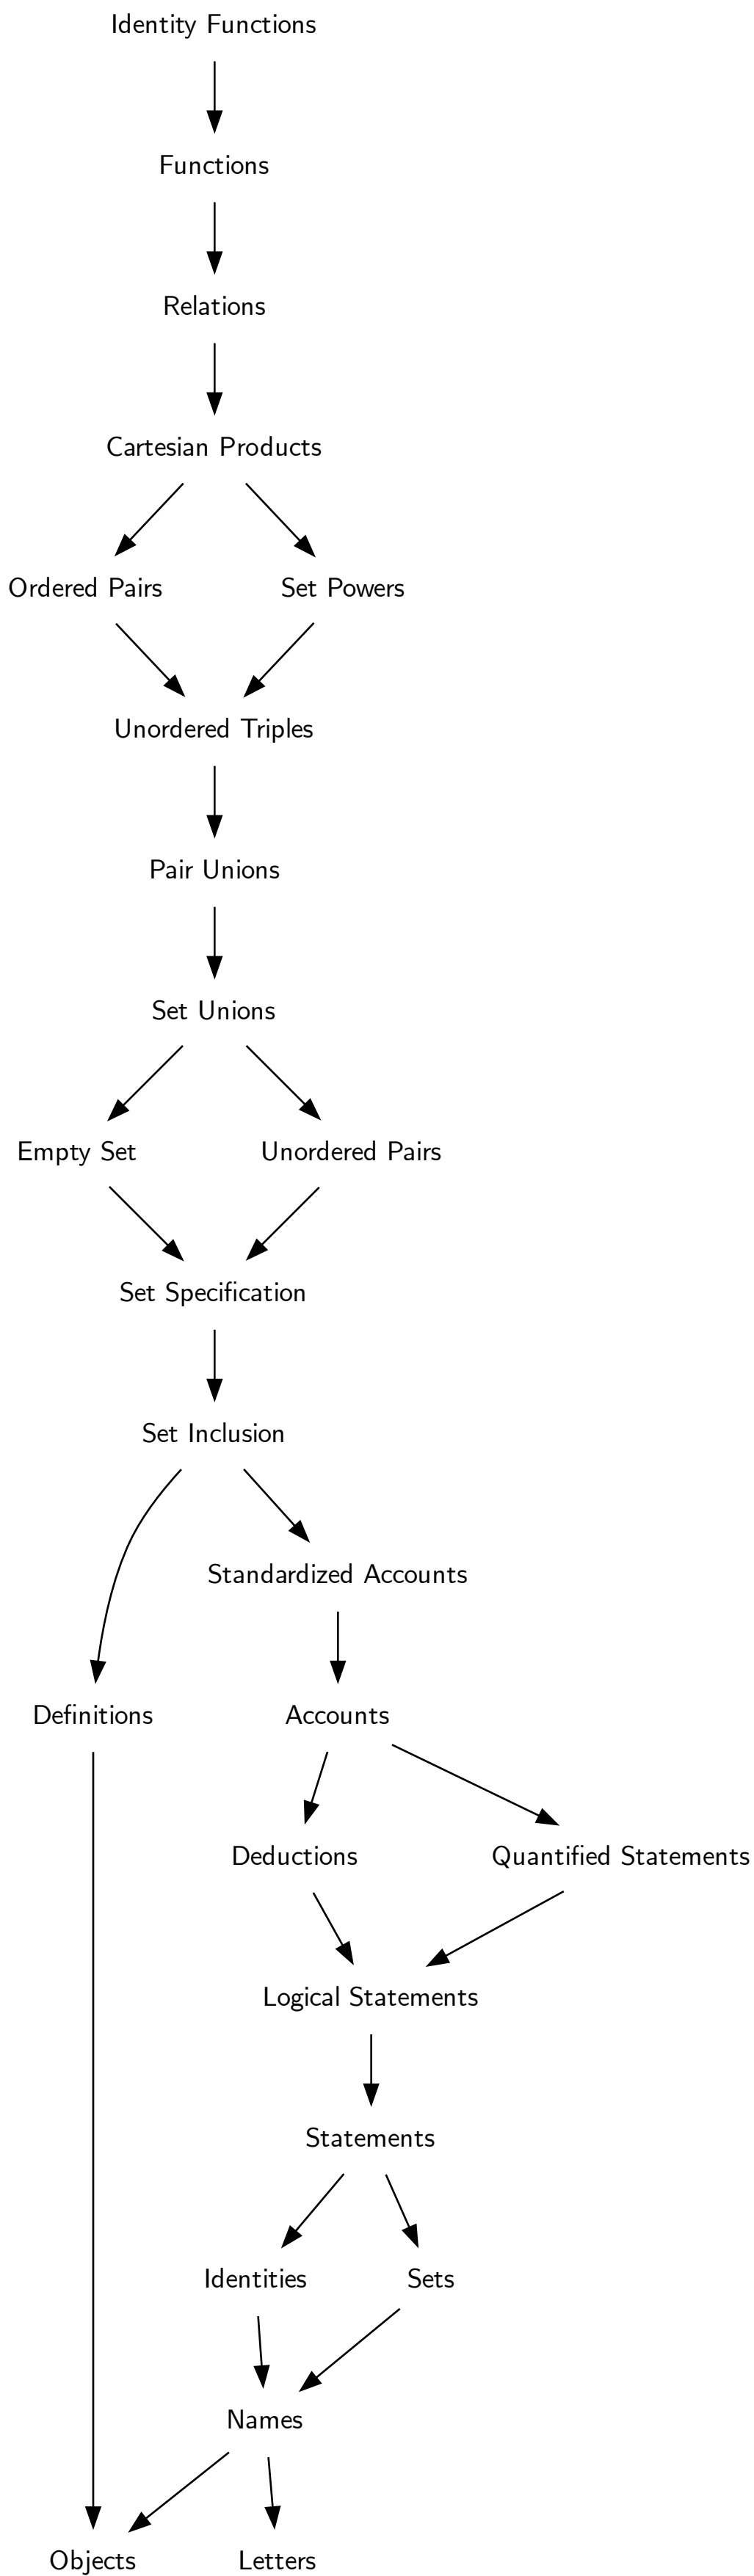 Identity Functions
Functions
Relations
Cartesian Products
Ordered Pairs
Set Powers
Unordered Triples
Pair Unions
Set Unions
Empty Set
Unordered Pairs
Set Specification
Set Inclusion
Standardized Accounts
Definitions
Accounts
Deductions
Quantified Statements
Logical Statements
Statements
Identities
Sets
Names
Objects
Letters